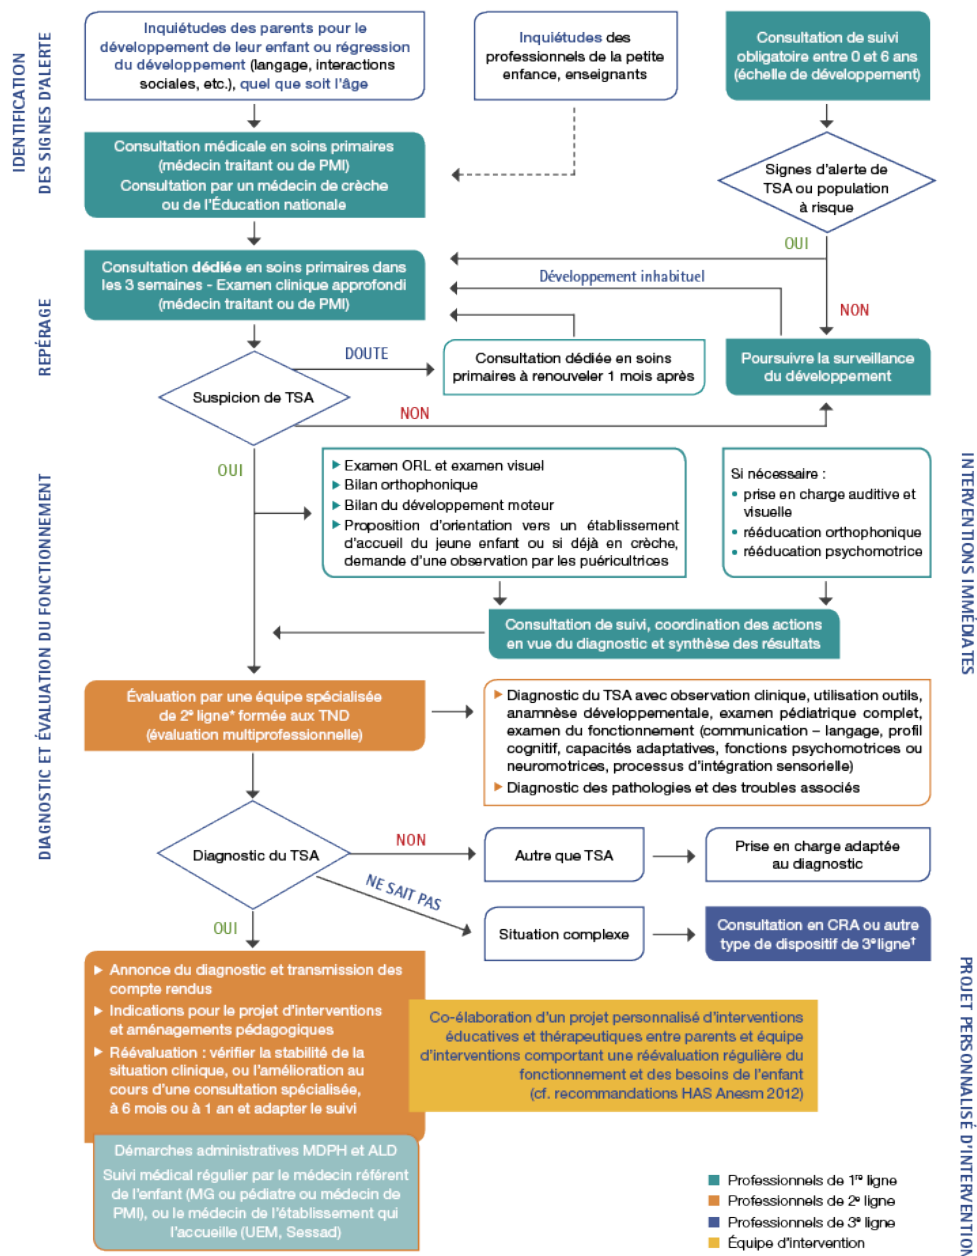 IDENTIFICATION
DES SIGNES D'ALERTE
Inquiétudes des parents pour le
développement de leur enfant ou régression
du développement (langage, interactions
sociales, etc.), quel que soit l'âge
Inquiétudes des
professionnels de la petite
enfance, enseignants
Consultation de suivi
obligatoire entre 0 et 6 ans
(échelle de développement)
Consultation médicale en soins primaires
(médecin traitant ou de PMI)
Consultation par un médecin de crèche
ou de l'Éducation nationale
Signes d'alerte de
TSA ou population
à risque
OUI
NON
REPÉRAGE
Consultation dédiée en soins primaires dans
les 3 semaines - Examen clinique approfondi
(médecin traitant ou de PMI)
Développement inhabituel
DOUTE
Consultation dédiée en soins
primaires à renouveler 1 mois après
Poursuivre la surveillance
du développement
Suspicion de TSA
NON
OUI
DIAGNOSTIC ET ÉVALUATION DU FONCTIONNEMENT
INTERVENTIONS IMMÉDIATES
▶ Examen ORL et examen visuel
▶ Bilan orthophonique
▶ Bilan du développement moteur
▶ Proposition d'orientation vers un établissement
d'accueil du jeune enfant ou si déjà en crèche,
demande d'une observation par les puéricultrices
Si nécessaire :
• prise en charge auditive et
visuelle
• rééducation orthophonique
• rééducation psychomotrice
Consultation de suivi, coordination des actions
en vue du diagnostic et synthèse des résultats
Évaluation par une équipe spécialisée
de 2e ligne* formée aux TND
(évaluation multiprofessionnelle)
▶ Diagnostic du TSA avec observation clinique, utilisation outils,
anamnèse développementale, examen pédiatrique complet,
examen du fonctionnement (communication – langage, profil
cognitif, capacités adaptatives, fonctions psychomotrices ou
neuromotrices, processus d'intégration sensorielle)
▶ Diagnostic des pathologies et des troubles associés
Diagnostic du TSA
NON
Autre que TSA
Prise en charge adaptée
au diagnostic
NE SAIT PAS
Situation complexe
Consultation en CRA ou autre
type de dispositif de 3e ligne†
OUI
PROJET PERSONNALISÉ D'INTERVENTION
▶ Annonce du diagnostic et transmission des
compte rendus
▶ Indications pour le projet d'interventions
et aménagements pédagogiques
▶ Réévaluation : vérifier la stabilité de la
situation clinique, ou l'amélioration au
cours d'une consultation spécialisée,
à 6 mois ou à 1 an et adapter le suivi
Co-élaboration d'un projet personnalisé d'interventions
éducatives et thérapeutiques entre parents et équipe
d'interventions comportant une réévaluation régulière du
fonctionnement et des besoins de l'enfant
(cf. recommandations HAS Anesm 2012)
Démarches administratives MDPH et ALD
Suivi médical régulier par le médecin référent
de l'enfant (MG ou pédiatre ou médecin de
PMI), ou le médecin de l'établissement qui
l'accueille (UEM, Sessad)
Professionnels de 1re ligne
Professionnels de 2e ligne
Professionnels de 3e ligne
Équipe d'intervention